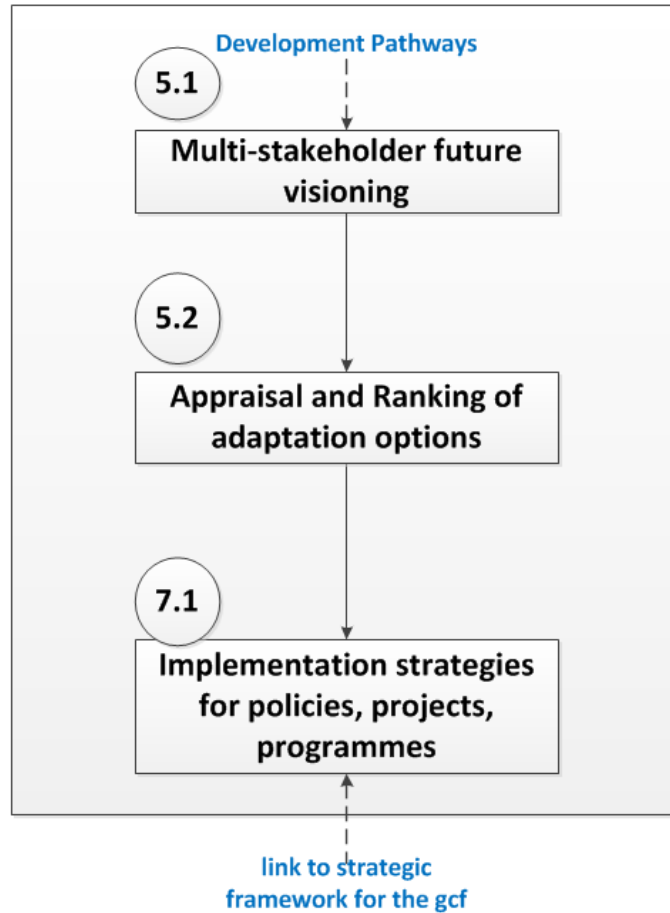 Development Pathways
5.1
Multi-stakeholder future
visioning
5.2
Appraisal and Ranking of
adaptation options
7.1
Implementation strategies
for policies, projects,
programmes
link to strategic
framework for the gcf